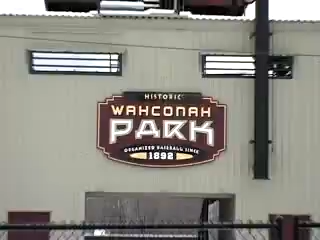 HISTORIC
WAHCONAH
PARK
ORGANIZED BASEBALL SINCE
1892